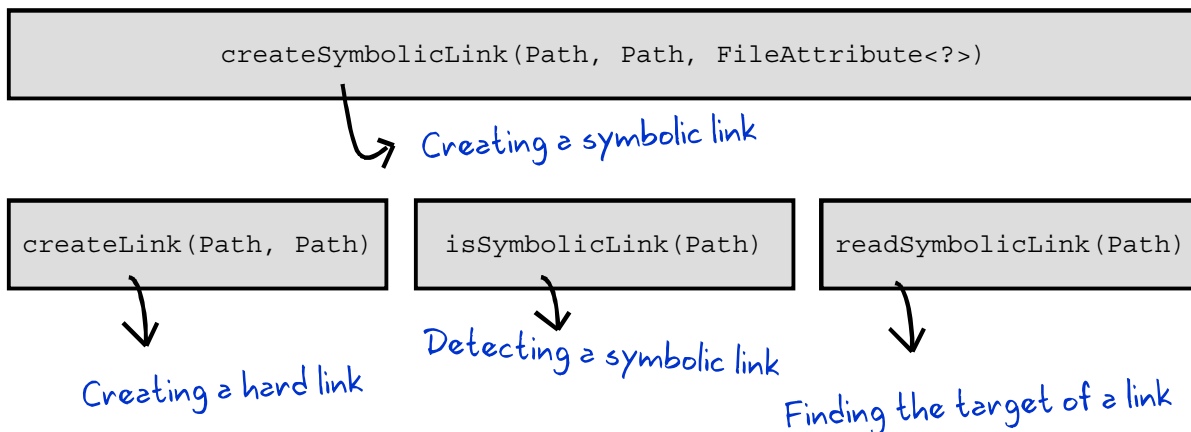 createSymbolicLink(Path, Path, FileAttribute<?>)
Creating a symbolic link
createLink(Path, Path)
isSymbolicLink(Path)
readSymbolicLink(Path)
Creating a hard link
Detecting a symbolic link
Finding the target of a link